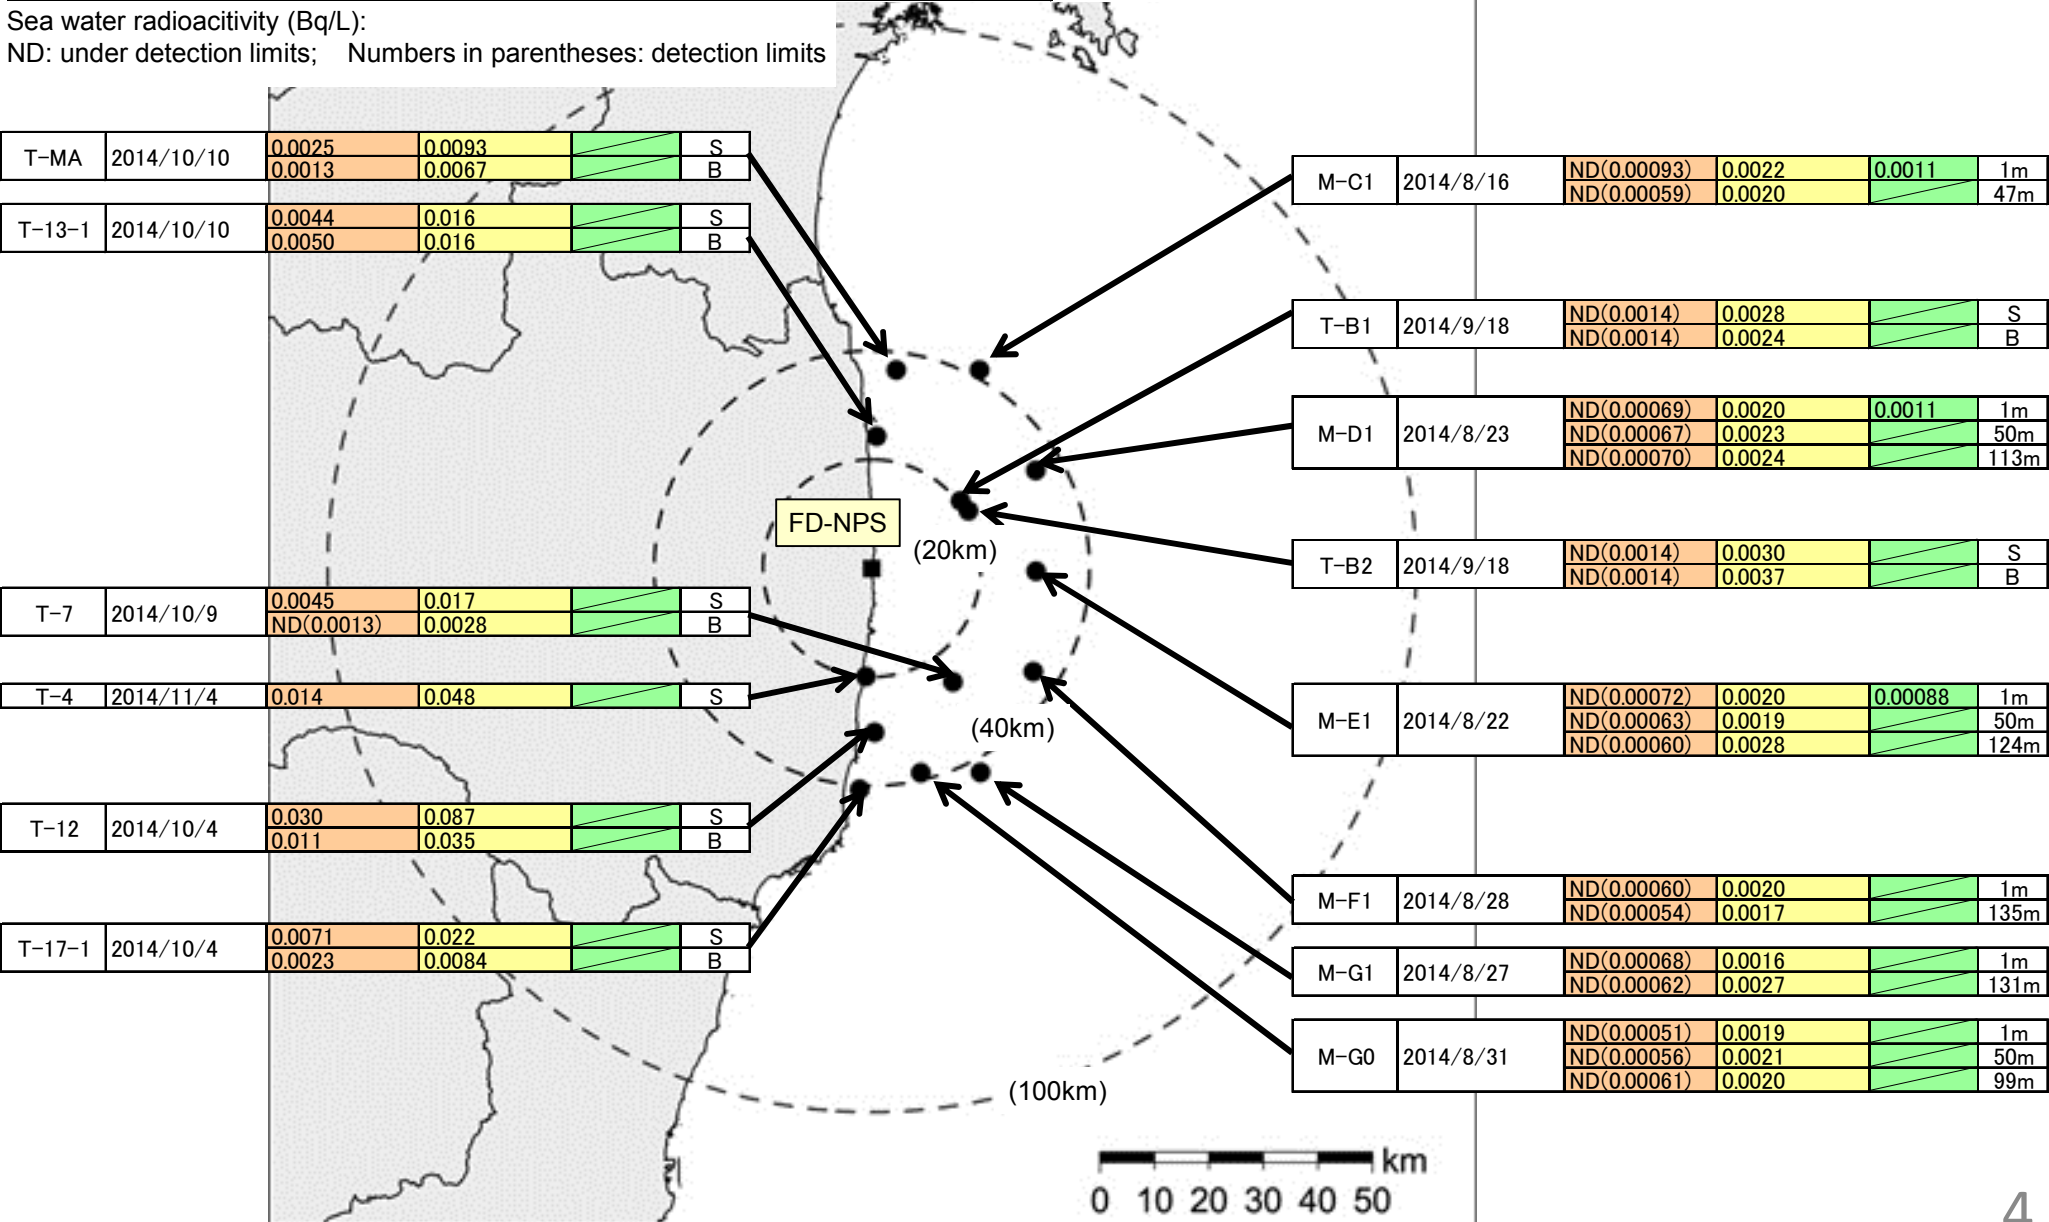 Sea water radioacitivity (Bq/L):
ND: under detection limits; Numbers in parentheses: detection limits
T-MA 2014/10/10 0.0025 0.0093 S
0.0013 0.0067 B
T-13-1 2014/10/10 0.0044 0.016 S
0.0050 0.016 B
T-7 2014/10/9 0.0045 0.017 S
ND(0.0013) 0.0028 B
T-4 2014/11/4 0.014 0.048 S
T-12 2014/10/4 0.030 0.087 S
0.011 0.035 B
T-17-1 2014/10/4 0.0071 0.022 S
0.0023 0.0084 B
FD-NPS
(20km)
(40km)
(100km)
M-C1 2014/8/16 ND(0.00093) 0.0022 0.0011 1m
ND(0.00059) 0.0020 47m
T-B1 2014/9/18 ND(0.0014) 0.0028 S
ND(0.0014) 0.0024 B
M-D1 2014/8/23 ND(0.00069) 0.0020 0.0011 1m
ND(0.00067) 0.0023 50m
ND(0.00070) 0.0024 113m
T-B2 2014/9/18 ND(0.0014) 0.0030 S
ND(0.0014) 0.0037 B
M-E1 2014/8/22 ND(0.00072) 0.0020 0.00088 1m
ND(0.00063) 0.0019 50m
ND(0.00060) 0.0028 124m
M-F1 2014/8/28 ND(0.00060) 0.0020 1m
ND(0.00054) 0.0017 135m
M-G1 2014/8/27 ND(0.00068) 0.0016 1m
ND(0.00062) 0.0027 131m
M-G0 2014/8/31 ND(0.00051) 0.0019 1m
ND(0.00056) 0.0021 50m
ND(0.00061) 0.0020 99m
km
0 10 20 30 40 50
4